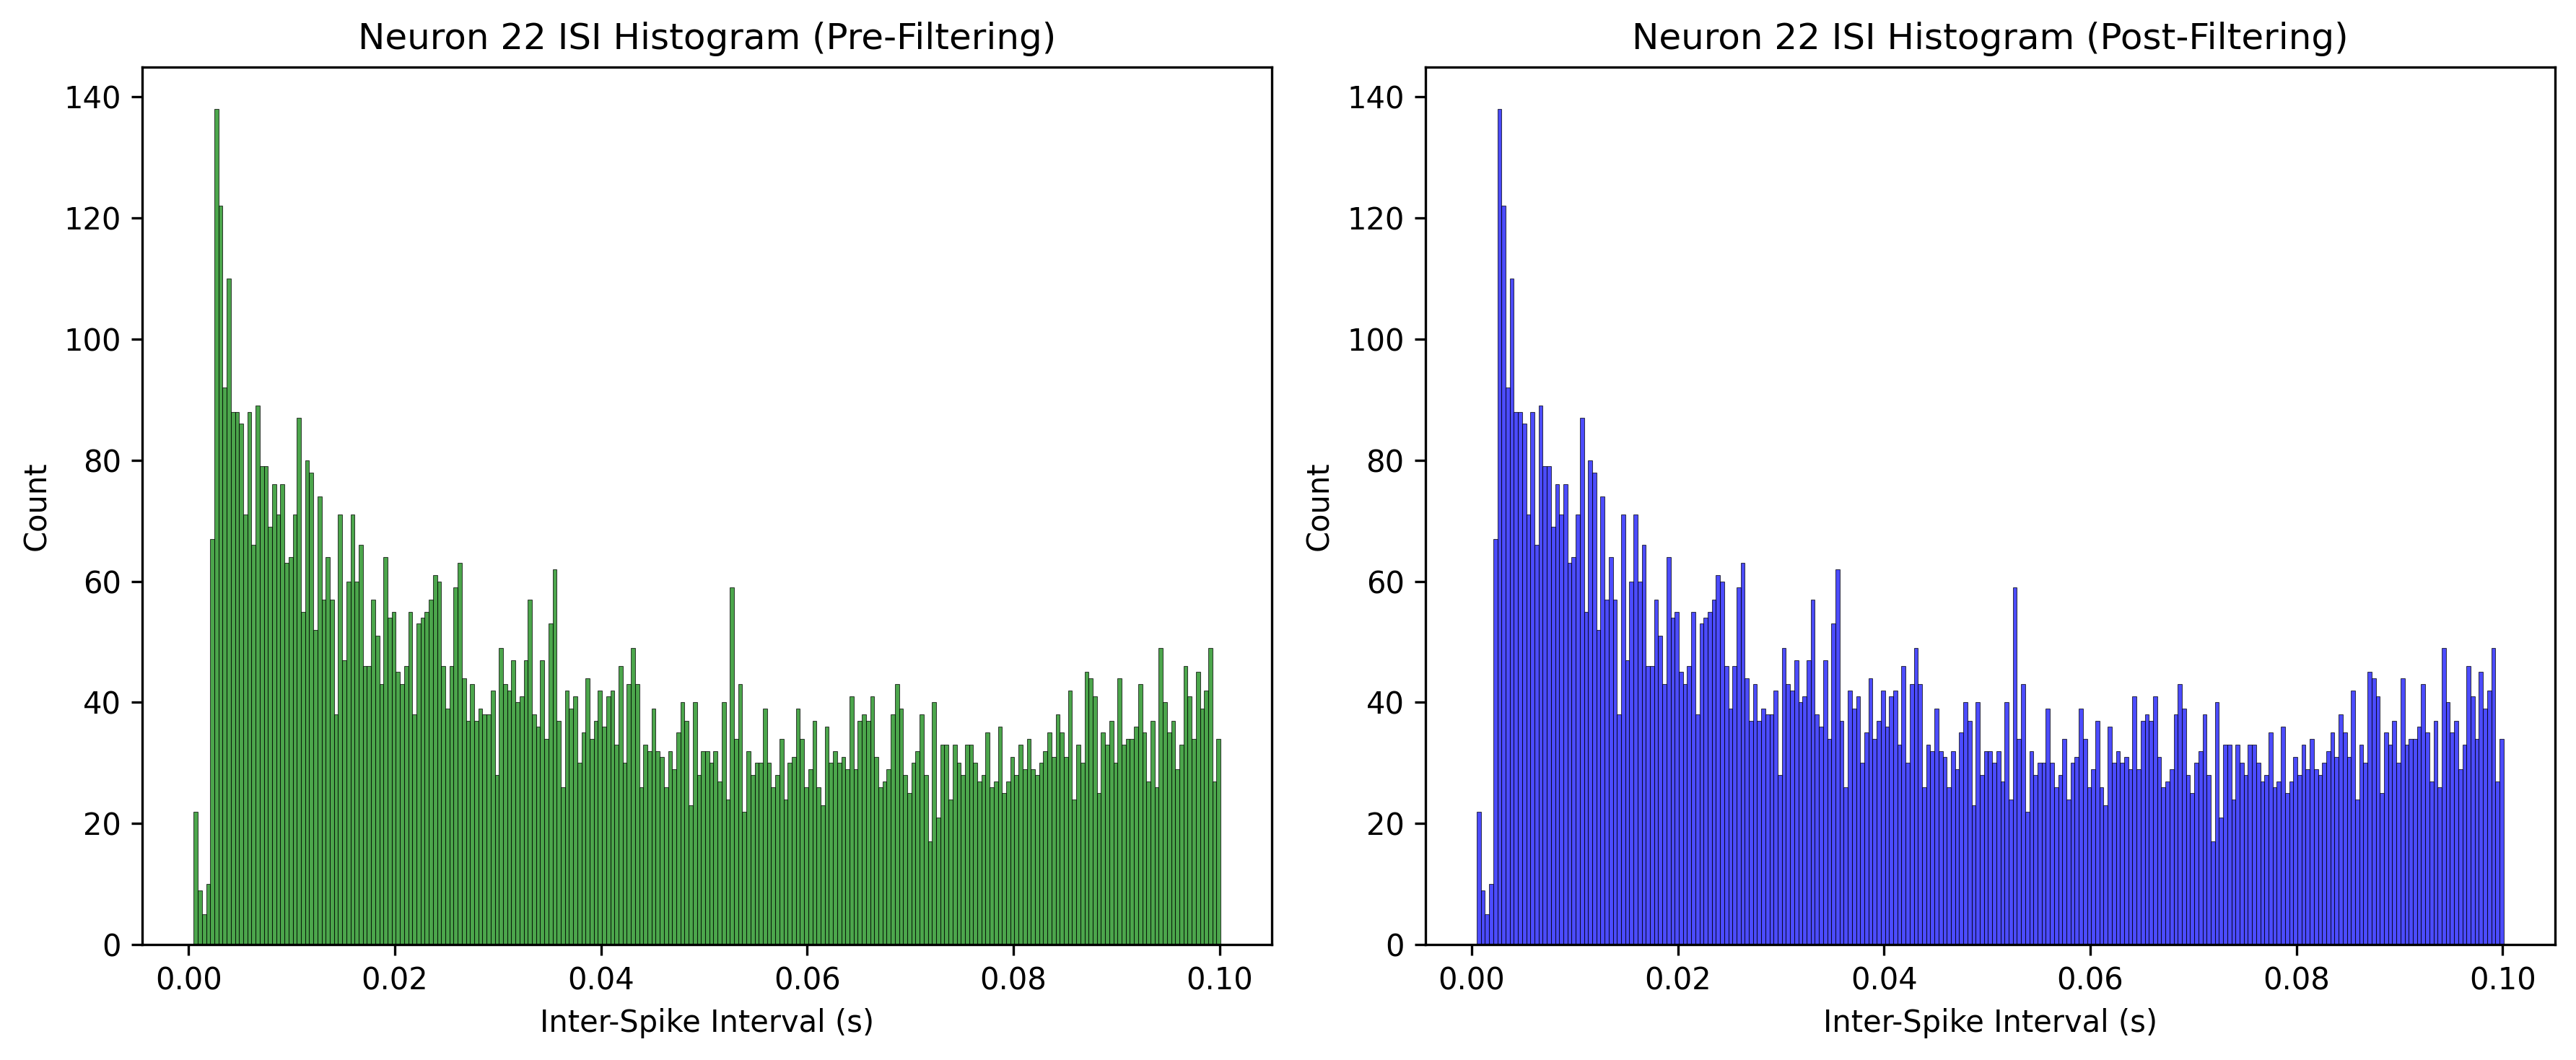 Neuron 22 ISI Histogram (Pre-Filtering)
140
120
100
80
60
40
20
0
Count
0.00 0.02 0.04 0.06 0.08 0.10
Inter-Spike Interval (s)
Neuron 22 ISI Histogram (Post-Filtering)
140
120
100
80
60
40
20
0
Count
0.00 0.02 0.04 0.06 0.08 0.10
Inter-Spike Interval (s)